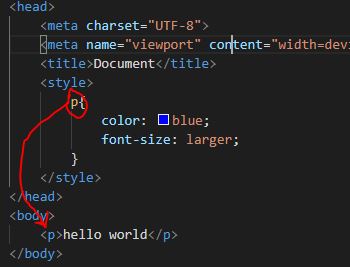 <head>
<meta charset="UTF-8">
<meta name="viewport" content="width=devi
<title>Document</title>
<style>
p{
color: blue;
font-size: larger;
}
</style>
</head>
<body>
<p>hello world</p>
</body>